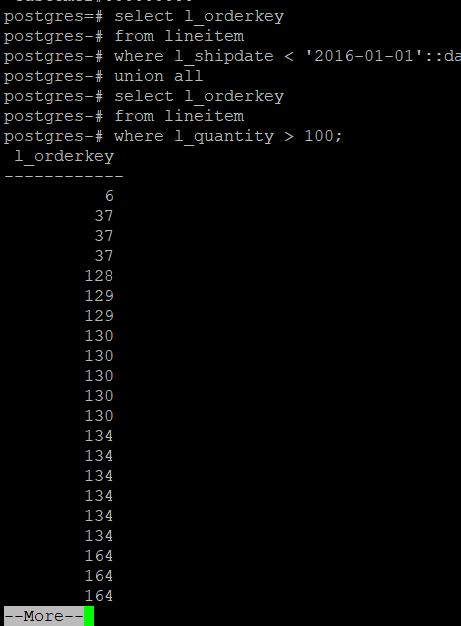 postgres=# select l_orderkey
postgres-# from lineitem
postgres-# where l_shipdate < '2016-01-01'::da
postgres-# union all
postgres-# select l_orderkey
postgres-# from lineitem
postgres-# where l_quantity > 100;
l_orderkey
------------
6
37
37
37
128
129
129
130
130
130
130
130
134
134
134
134
134
134
164
164
164
--More--